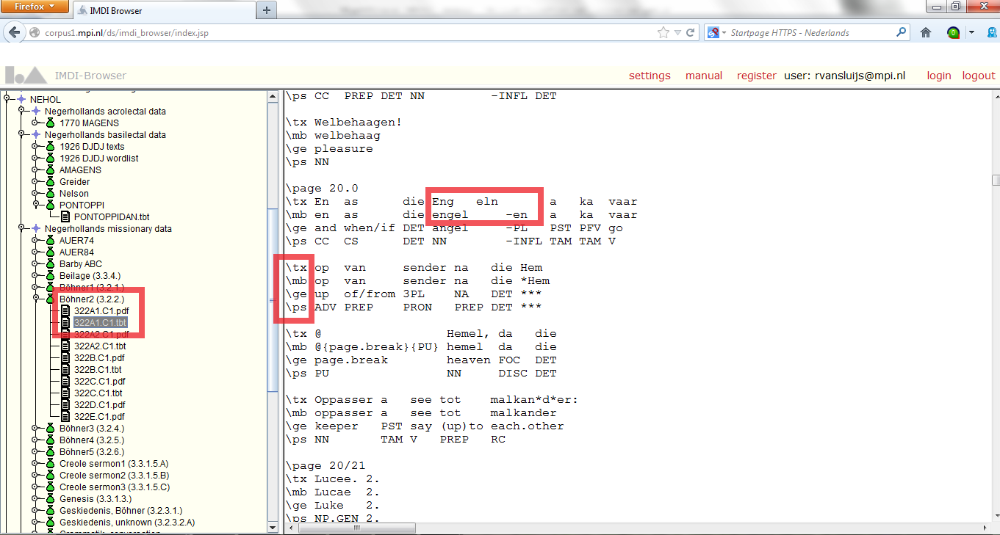 Firefox
IMDI Browser
corpus1.mpi.nl/ds/imdi_browser/index.jsp
Startpage HTTPS - Nederlands
IMDI-Browser
settings manual register user: rvansluijs@mpi.nl login logout
NEHOL
Negerhollands acrolectal data
1770 MAGENS
Negerhollands basilectal data
1926 DJDJ texts
1926 DJDJ wordlist
AMAGENS
Greider
Nelson
PONTOPPI
PONTOPPIDAN.tbt
Negerhollands missionary data
AUER74
AUER84
Barby ABC
Beilage (3.3.4.)
Böhner1 (3.2.1.)
Böhner2 (3.2.2.)
322A1.C1.pdf
322A1.C1.tbt
322A2.C1.pdf
322A2.C1.tbt
322B.C1.pdf
322B.C1.tbt
322C.C1.pdf
322C.C1.tbt
322D.C1.pdf
322E.C1.pdf
Böhner3 (3.2.4.)
Böhner4 (3.2.5.)
Böhner5 (3.2.6.)
Creole sermon1 (3.3.1.5.A)
Creole sermon2 (3.3.1.5.B)
Creole sermon3 (3.3.1.5.C)
Genesis (3.3.1.3.)
Geskiedenis, Böhner (3.2.3.1.)
Geskiedenis, unknown (3.2.3.2.A)
\ps CC PREP DET NN -INFL DET
\tx Welbehaagen!
\mb welbehaag
\ge pleasure
\ps NN
\page 20.0
\tx En as die Eng eln a ka vaar
\mb en as die engel -en a ka vaar
\ge and when/if DET angel -PL PST PFV go
\ps CC CS DET NN -INFL TAM TAM V
\tx op van sender na die Hem
\mb op van sender na die *Hem
\ge up of/from 3PL NA DET ***
\ps ADV PREP PRON PREP DET ***
\tx @ Hemel, da die
\mb @{page.break}{PU} hemel da die
\ge page.break heaven FOC DET
\ps PU NN DISC DET
\tx Oppasser a see tot malkan*d*er:
\mb oppasser a see tot malkander
\ge keeper PST say (up)to each.other
\ps NN TAM V PREP RC
\page 20/21
\tx Lucee. 2.
\mb Lucae 2.
\ge Luke 2.
\ps NP.GEN 2.